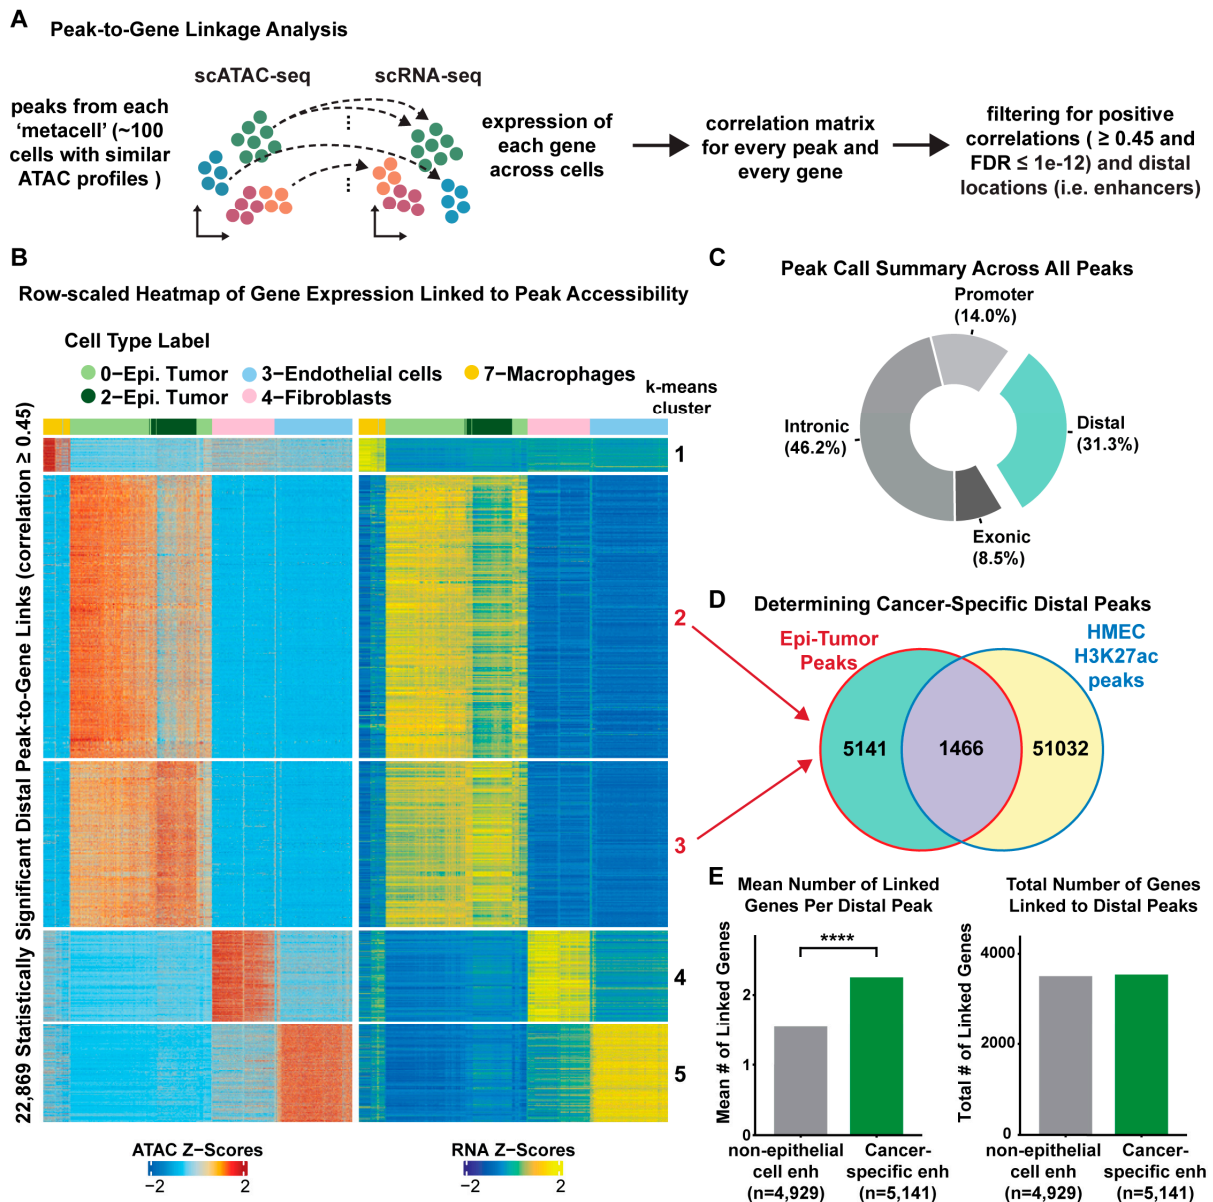 A
Peak-to-Gene Linkage Analysis
scATAC-seq
scRNA-seq
peaks from each
‘metacell’ (~100
cells with similar
ATAC profiles )
expression of
each gene
across cells
correlation matrix
for every peak and
every gene
filtering for positive
correlations ( ≥ 0.45 and
FDR ≤ 1e-12) and distal
locations (i.e. enhancers)
B
Row-scaled Heatmap of Gene Expression Linked to Peak Accessibility
Cell Type Label
0−Epi. Tumor
3−Endothelial cells
7−Macrophages
2−Epi. Tumor
4−Fibroblasts
k-means
cluster
22,869 Statistically Significant Distal Peak-to-Gene Links (correlation ≥ 0.45)
1
2
3
4
5
ATAC Z−Scores
−2
2
RNA Z−Scores
−2
2
C
Peak Call Summary Across All Peaks
Promoter
(14.0%)
Intronic
(46.2%)
Distal
(31.3%)
Exonic
(8.5%)
D
Determining Cancer-Specific Distal Peaks
Epi-Tumor
Peaks
HMEC
H3K27ac
peaks
5141
1466
51032
E
Mean Number of Linked
Genes Per Distal Peak
Mean # of Linked Genes
2
1
0
****
non-epithelial
cell enh
(n=4,929)
Cancer-
specific enh
(n=5,141)
Total Number of Genes
Linked to Distal Peaks
Total # of Linked Genes
4000
2000
0
non-epithelial
cell enh
(n=4,929)
Cancer-
specific enh
(n=5,141)